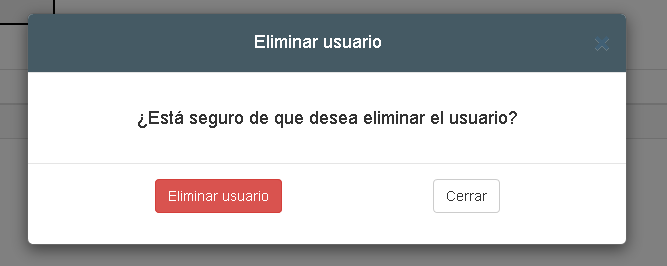 Eliminar usuario
¿Está seguro de que desea eliminar el usuario?
Eliminar usuario
Cerrar